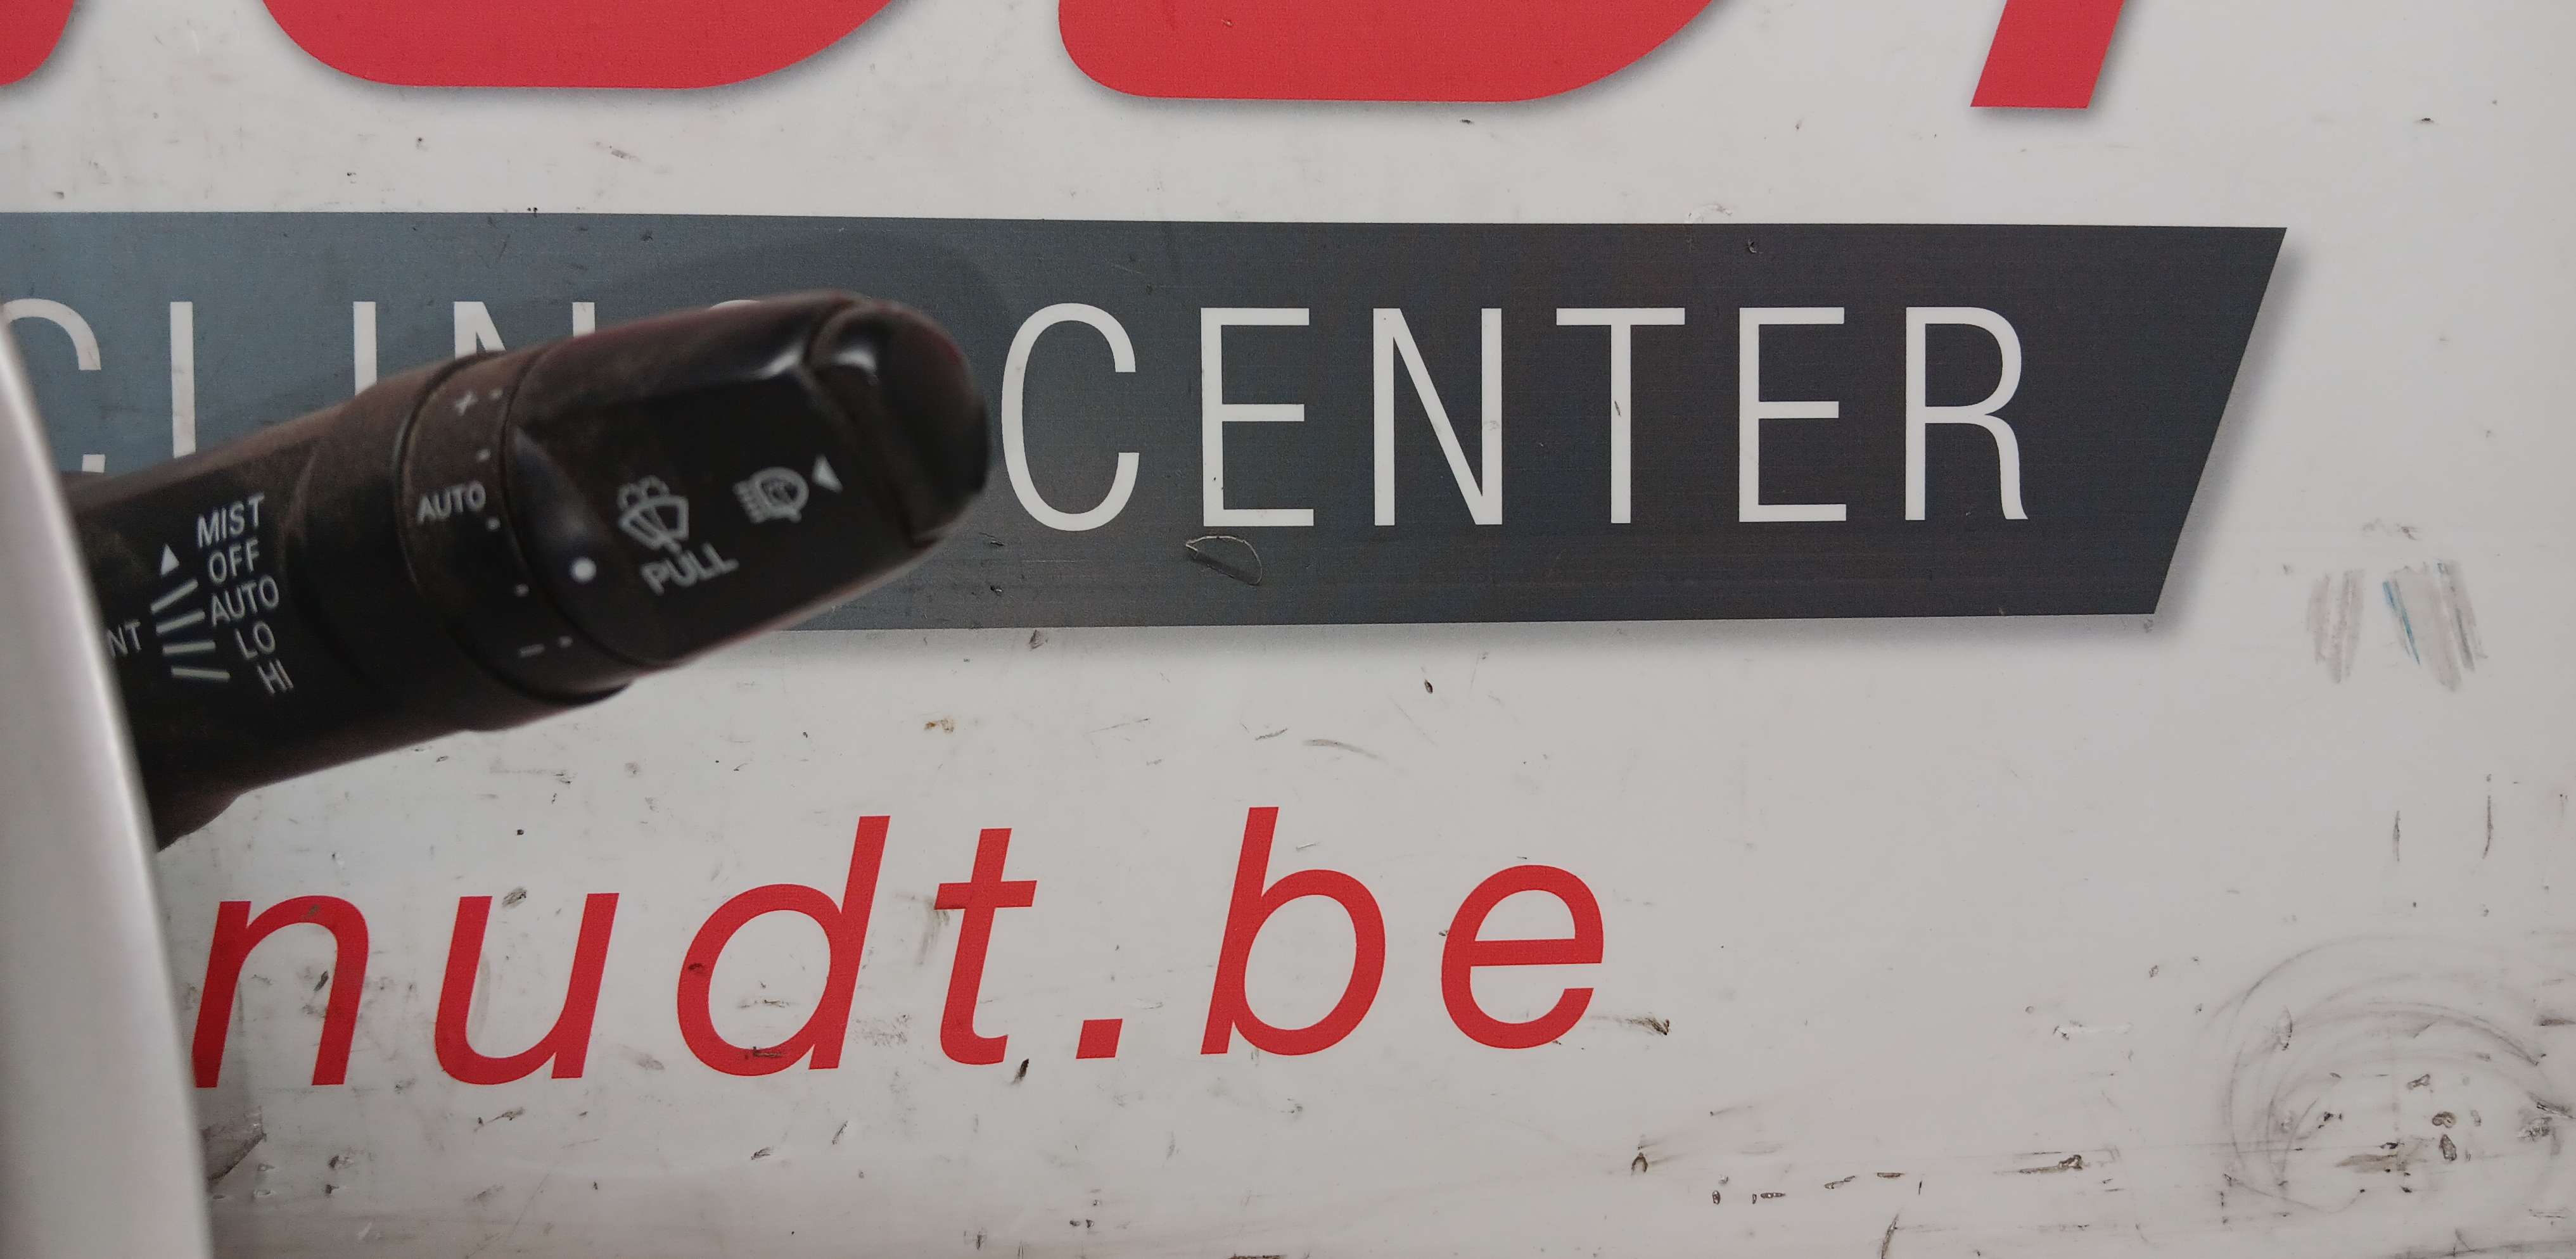 CENTER
AUTO
MIST
OFF
AUTO
LO
HI
PULL
nudt.be